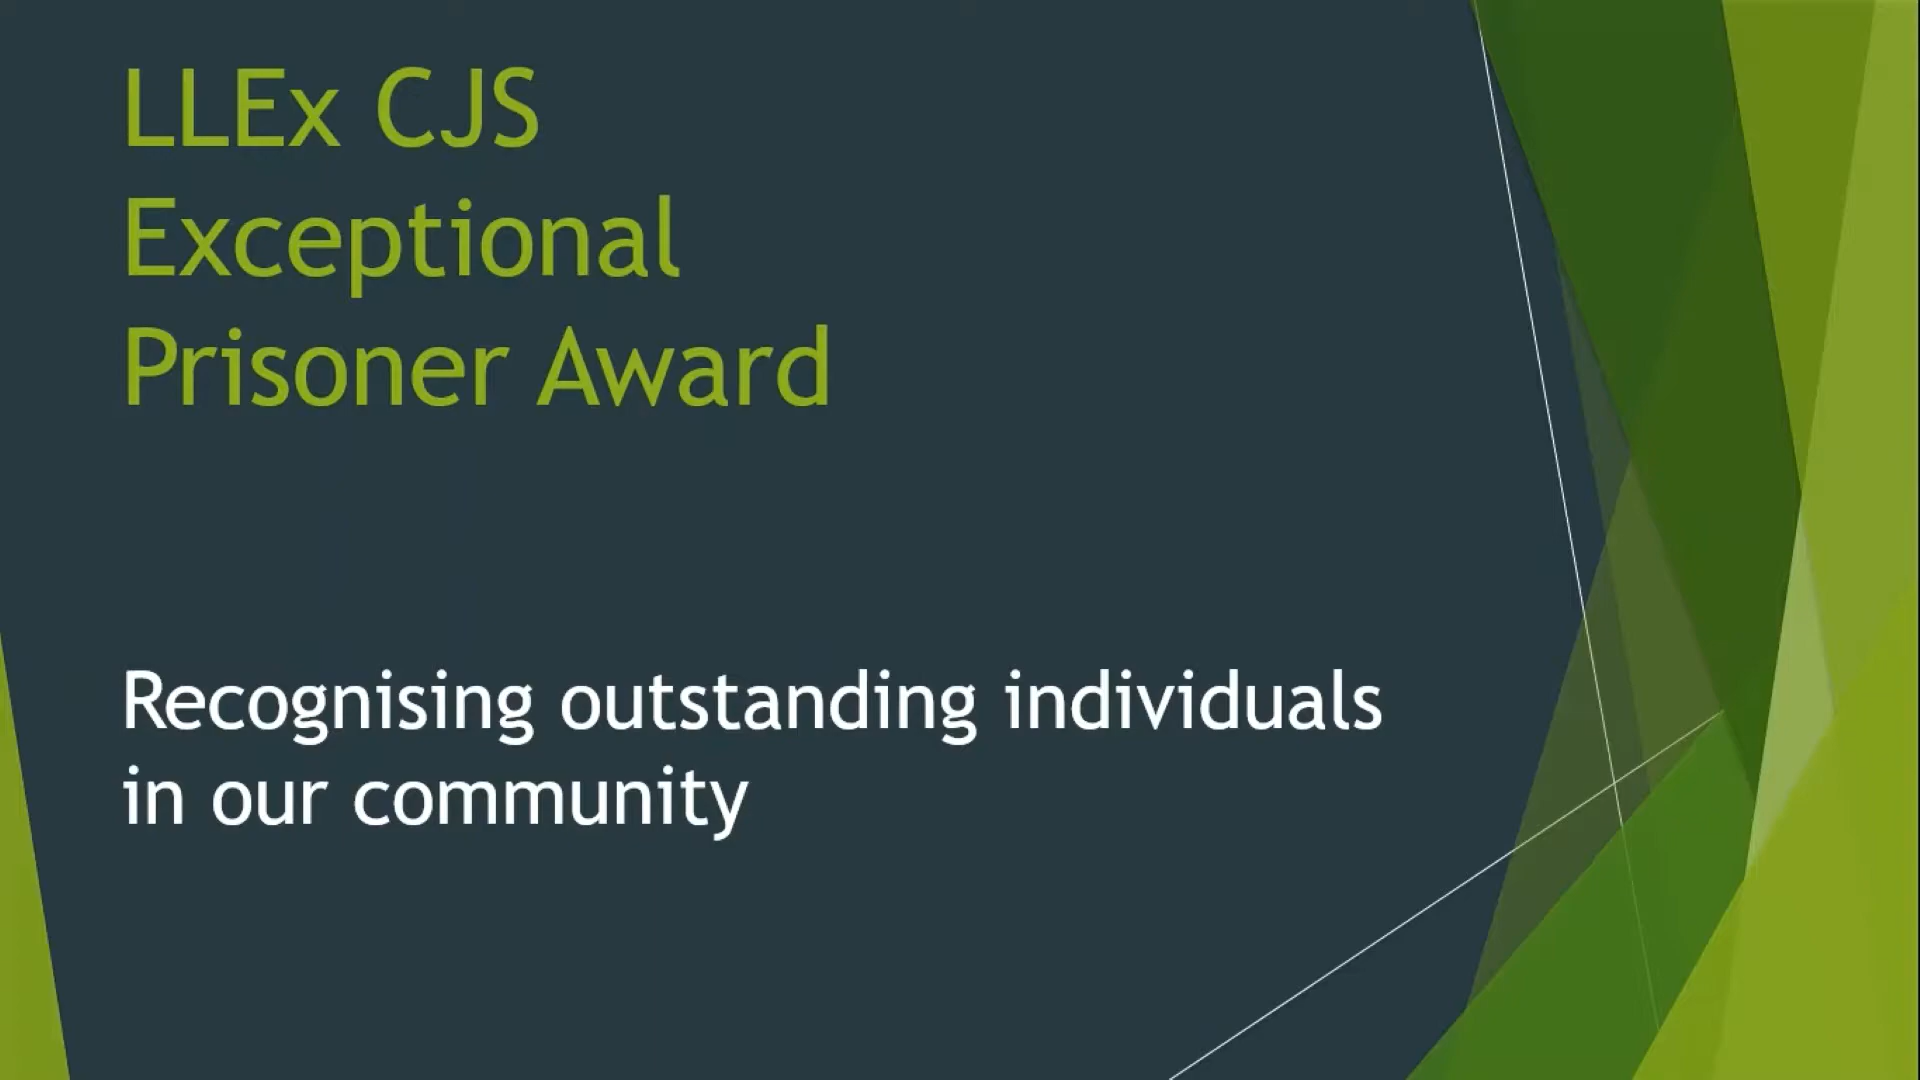 LLEx CJS
Exceptional
Prisoner Award
Recognising outstanding individuals
in our community